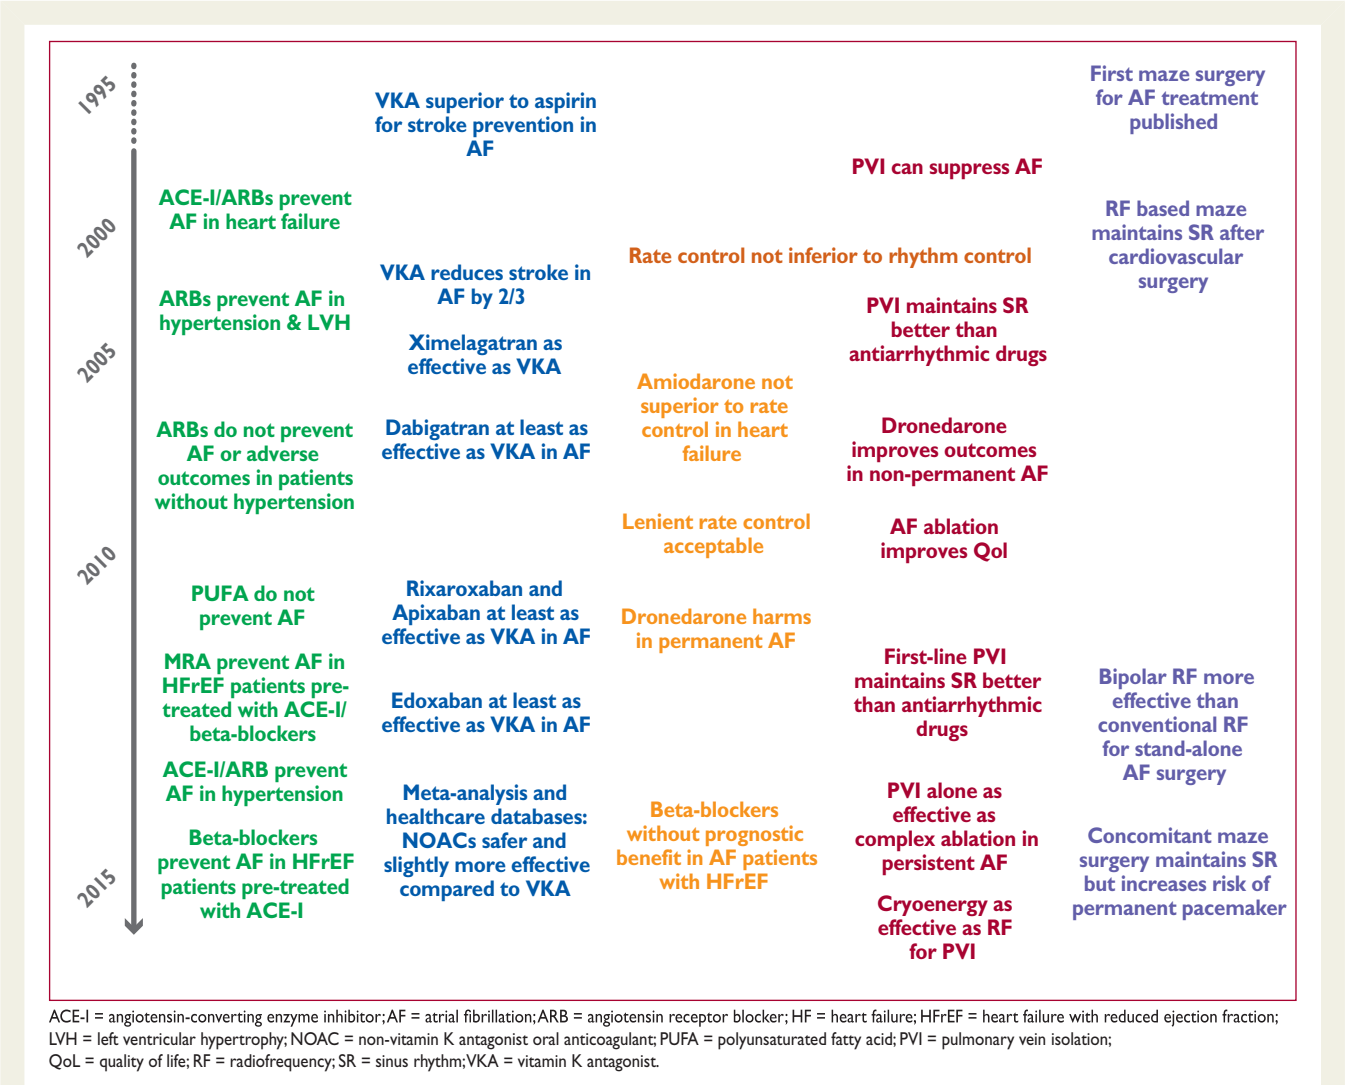 1995
2000
2005
2010
2015
ACE-I/ARBs prevent
AF in heart failure
ARBs prevent AF in
hypertension & LVH
ARBs do not prevent
AF or adverse
outcomes in patients
without hypertension
PUFA do not
prevent AF
MRA prevent AF in
HFrEF patients pre-
treated with ACE-I/
beta-blockers
ACE-I/ARB prevent
AF in hypertension
Beta-blockers
prevent AF in HFrEF
patients pre-treated
with ACE-I
VKA superior to aspirin
for stroke prevention in
AF
VKA reduces stroke in
AF by 2/3
Ximelagatran as
effective as VKA
Dabigatran at least as
effective as VKA in AF
Rixaroxaban and
Apixaban at least as
effective as VKA in AF
Edoxaban at least as
effective as VKA in AF
Meta-analysis and
healthcare databases:
NOACs safer and
slightly more effective
compared to VKA
Rate control not inferior to rhythm control
Amiodarone not
superior to rate
control in heart
failure
Lenient rate control
acceptable
Dronedarone harms
in permanent AF
Beta-blockers
without prognostic
benefit in AF patients
with HFrEF
PVI can suppress AF
PVI maintains SR
better than
antiarrhythmic drugs
Dronedarone
improves outcomes
in non-permanent AF
AF ablation
improves Qol
First-line PVI
maintains SR better
than antiarrhythmic
drugs
PVI alone as
effective as
complex ablation in
persistent AF
Cryoenergy as
effective as RF
for PVI
First maze surgery
for AF treatment
published
RF based maze
maintains SR after
cardiovascular
surgery
Bipolar RF more
effective than
conventional RF
for stand-alone
AF surgery
Concomitant maze
surgery maintains SR
but increases risk of
permanent pacemaker
ACE-I = angiotensin-converting enzyme inhibitor; AF = atrial fibrillation; ARB = angiotensin receptor blocker; HF = heart failure; HFrEF = heart failure with reduced ejection fraction;
LVH = left ventricular hypertrophy; NOAC = non-vitamin K antagonist oral anticoagulant; PUFA = polyunsaturated fatty acid; PVI = pulmonary vein isolation;
QoL = quality of life; RF = radiofrequency; SR = sinus rhythm; VKA = vitamin K antagonist.